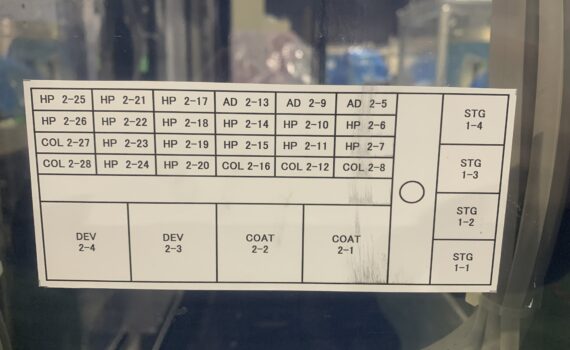 HP 2-25 HP 2-21 HP 2-17 AD 2-13 AD 2-9 AD 2-5
HP 2-26 HP 2-22 HP 2-18 HP 2-14 HP 2-10 HP 2-6
COL 2-27 HP 2-23 HP 2-19 HP 2-15 HP 2-11 HP 2-7
COL 2-28 HP 2-24 HP 2-20 COL 2-16 COL 2-12 COL 2-8
STG
1-4
STG
1-3
STG
1-2
STG
1-1
DEV
2-4
DEV
2-3
COAT
2-2
COAT
2-1